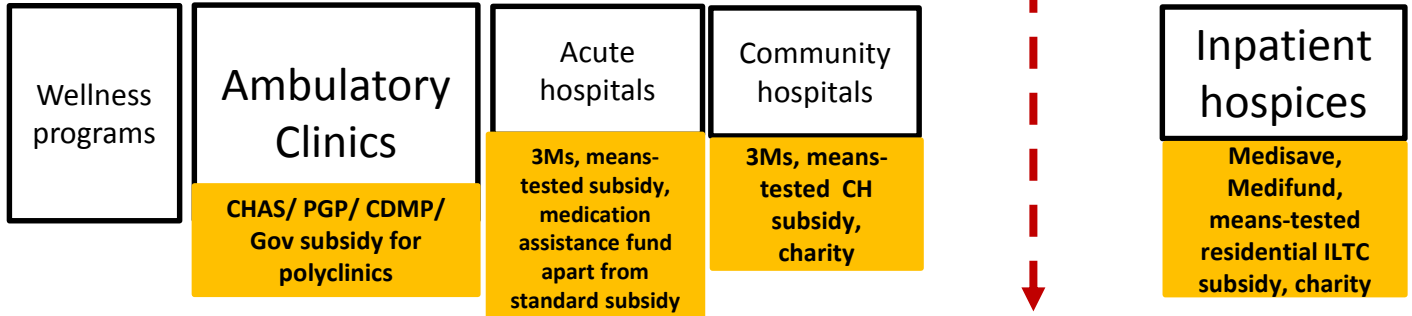 Wellness
programs
Ambulatory
Clinics
CHAS/ PGP/ CDMP/
Gov subsidy for
polyclinics
Acute
hospitals
3Ms, means-
tested subsidy,
medication
assistance fund
apart from
standard subsidy
Community
hospitals
3Ms, means-
tested CH
subsidy,
charity
Inpatient
hospices
Medisave,
Medifund,
means-tested
residential ILTC
subsidy, charity